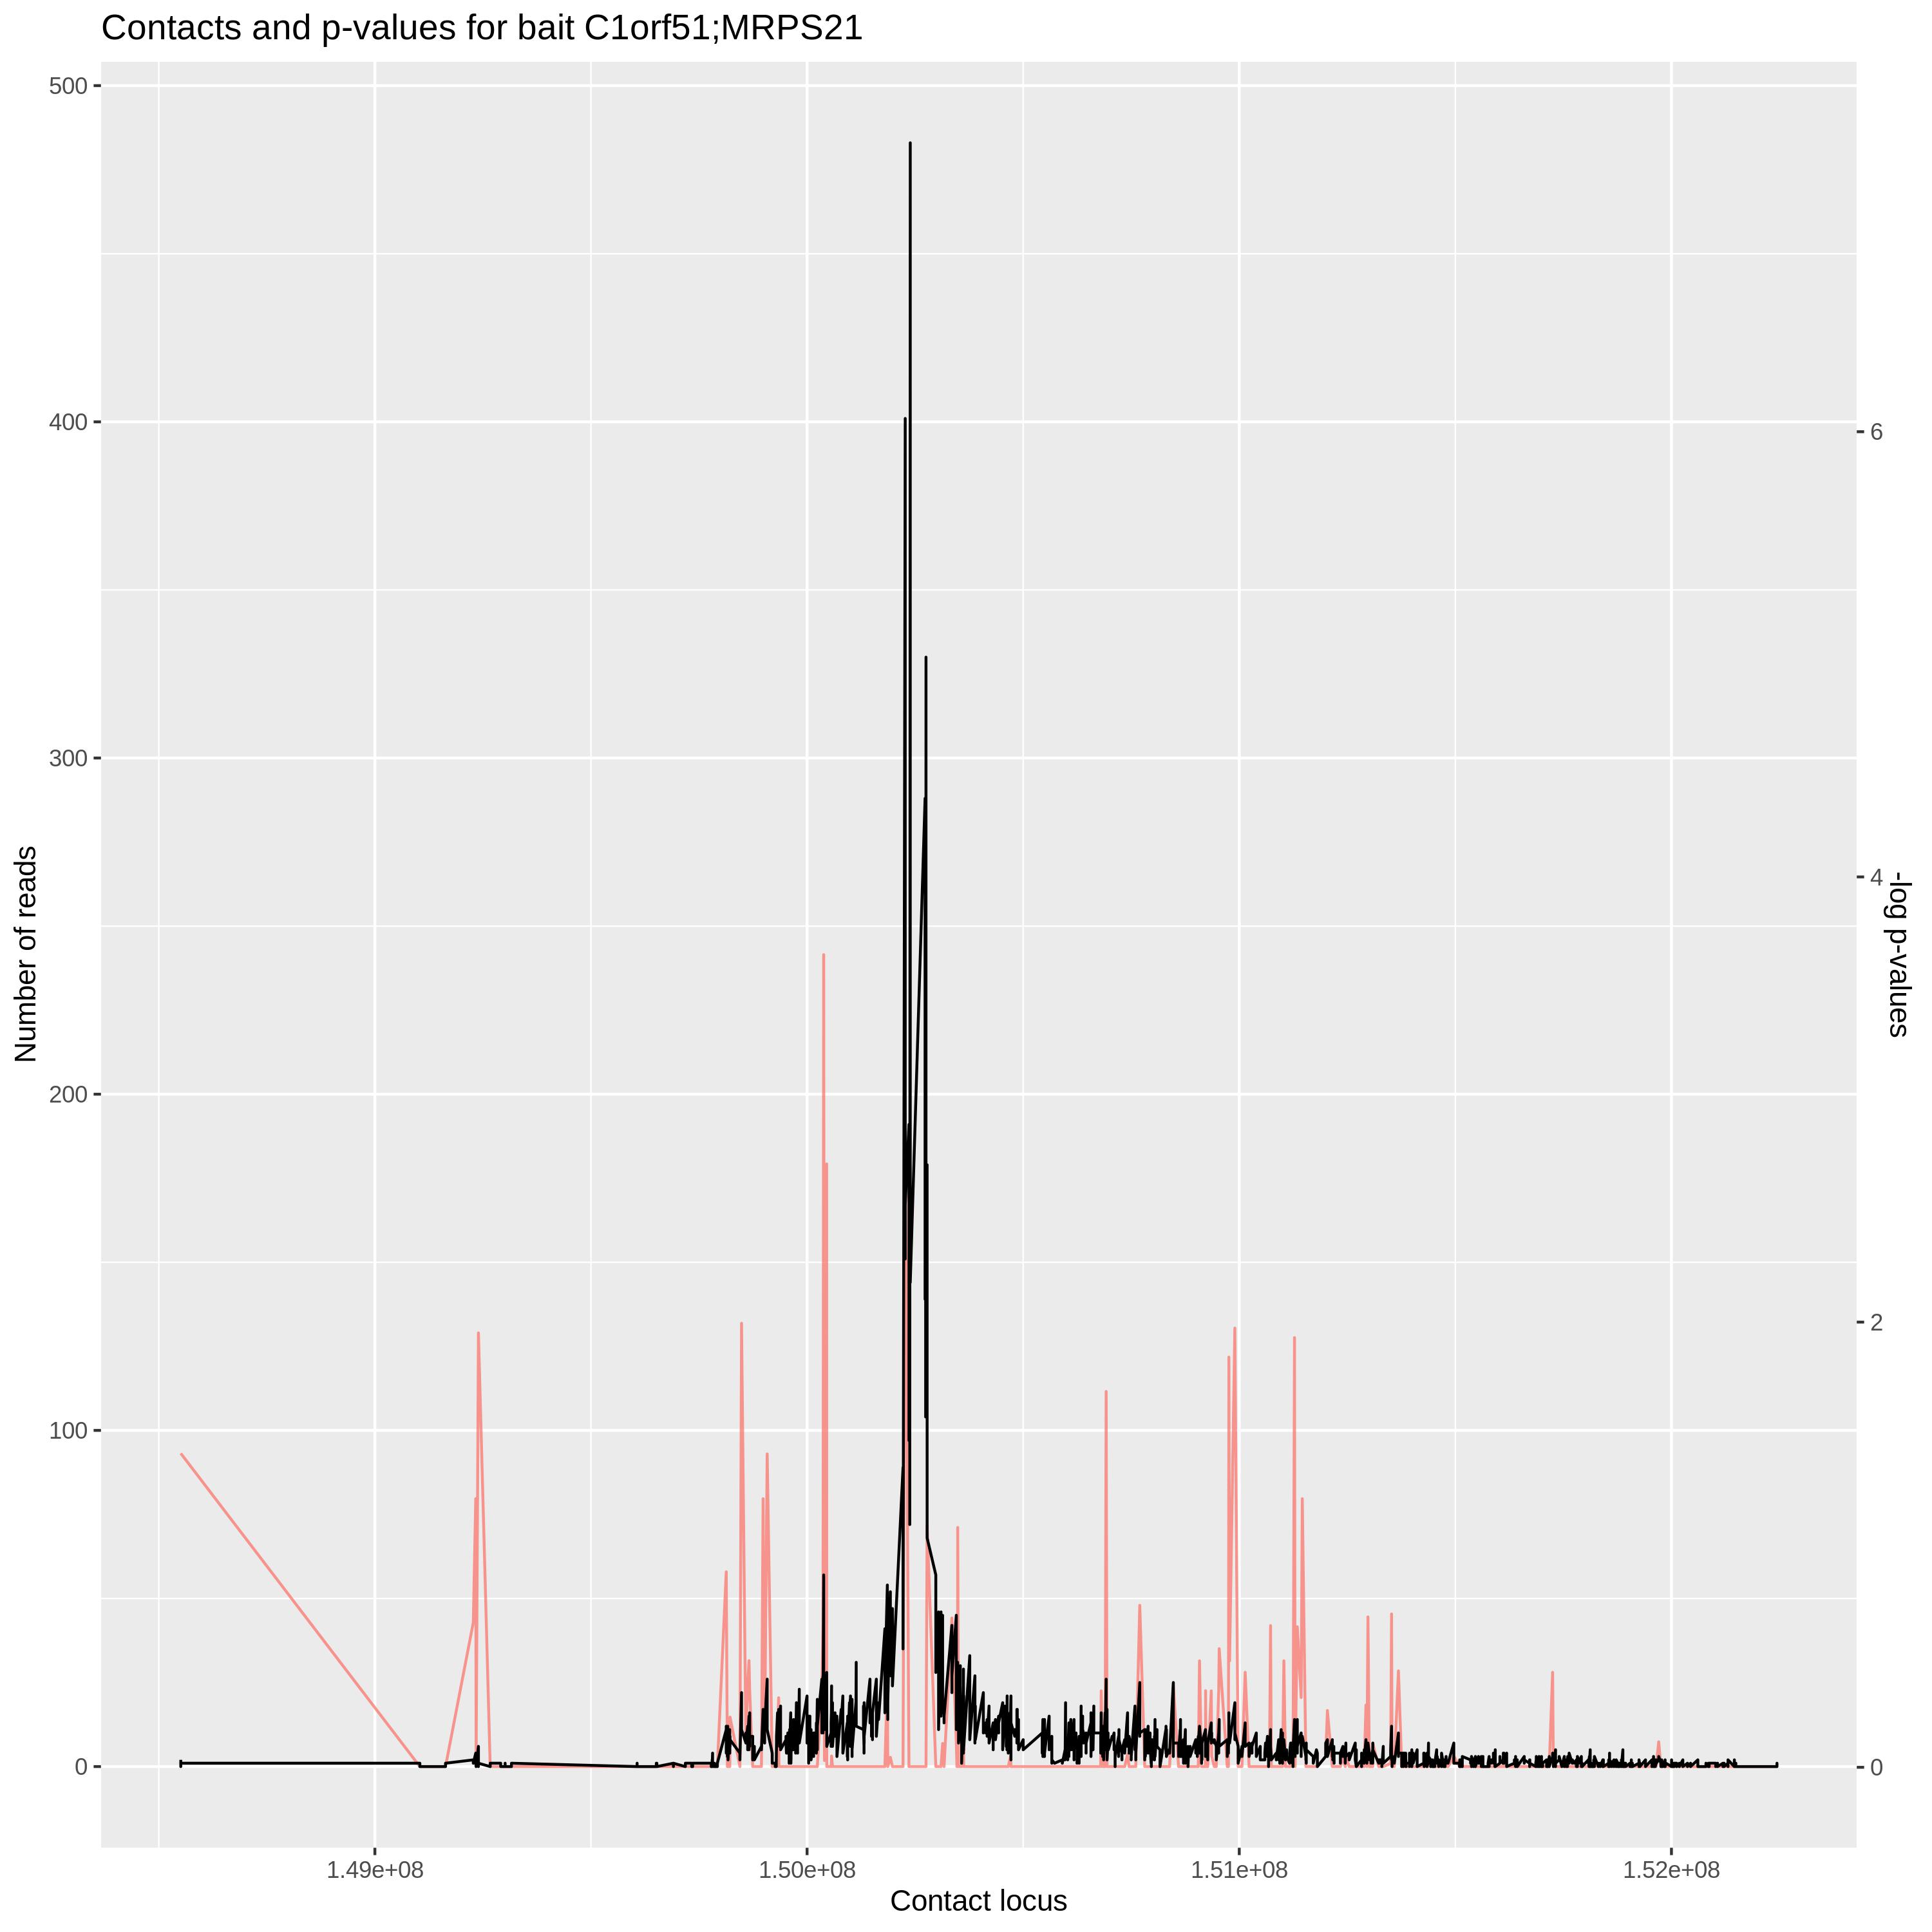 Contacts and p-values for bait C1orf51;MRPS21
500
400
300
200
100
0
Number of reads
6
4
2
0
-log p-values
1.49e+08
1.50e+08
1.51e+08
1.52e+08
Contact locus